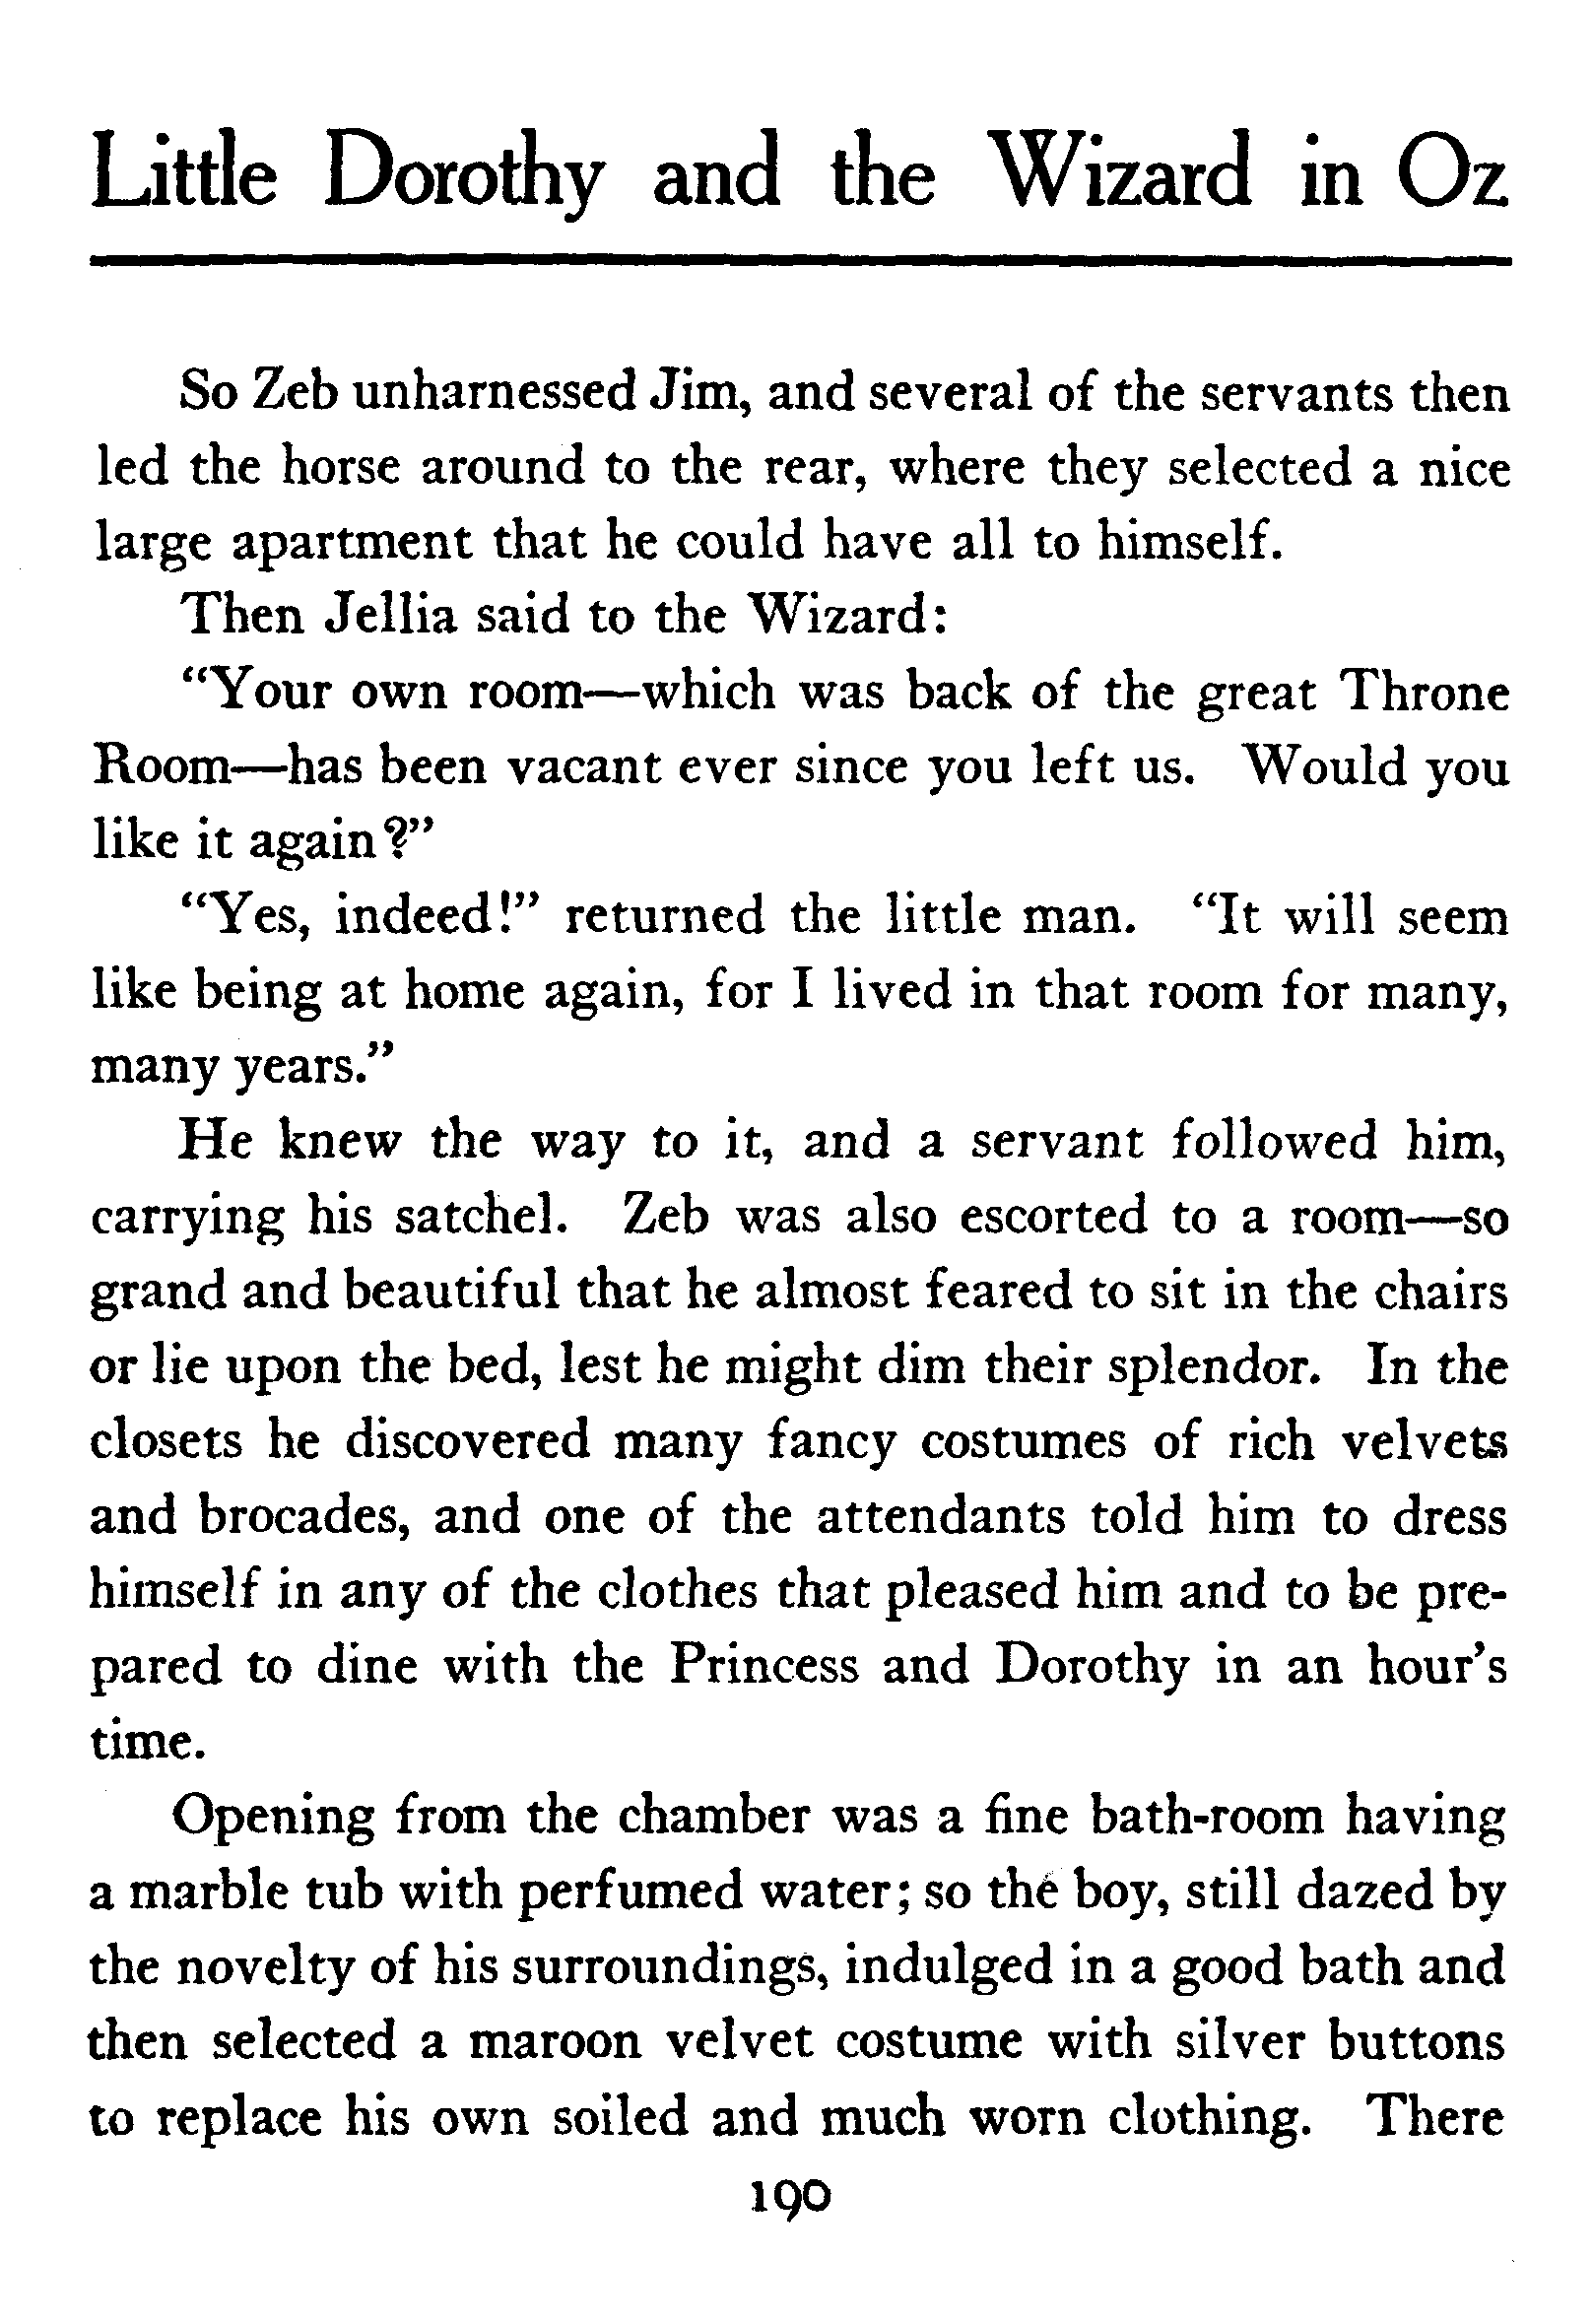 Little Dorothy and the Wizard in Oz
So Zeb unharnessed Jim, and several of the servants then
led the horse around to the rear, where they selected a nice
large apartment that he could have all to himself.
Then Jellia said to the Wizard:
“Your own room—which was back of the great Throne
Room—has been vacant ever since you left us. Would you
like it again?”
“Yes, indeed!” returned the little man. “It will seem
like being at home again, for I lived in that room for many,
many years.”
He knew the way to it, and a servant followed him,
carrying his satchel. Zeb was also escorted to a room—so
grand and beautiful that he almost feared to sit in the chairs
or lie upon the bed, lest he might dim their splendor. In the
closets he discovered many fancy costumes of rich velvets
and brocades, and one of the attendants told him to dress
himself in any of the clothes that pleased him and to be pre-
pared to dine with the Princess and Dorothy in an hour’s
time.
Opening from the chamber was a fine bath-room having
a marble tub with perfumed water; so the boy, still dazed by
the novelty of his surroundings, indulged in a good bath and
then selected a maroon velvet costume with silver buttons
to replace his own soiled and much worn clothing. There
190